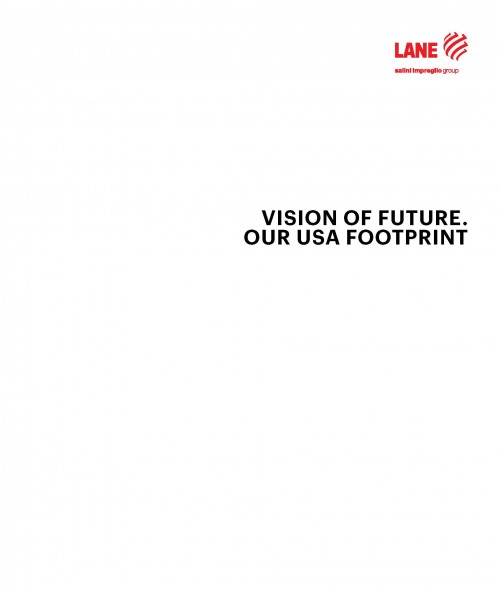 LANE
salini impregilo group
VISION OF FUTURE.
OUR USA FOOTPRINT